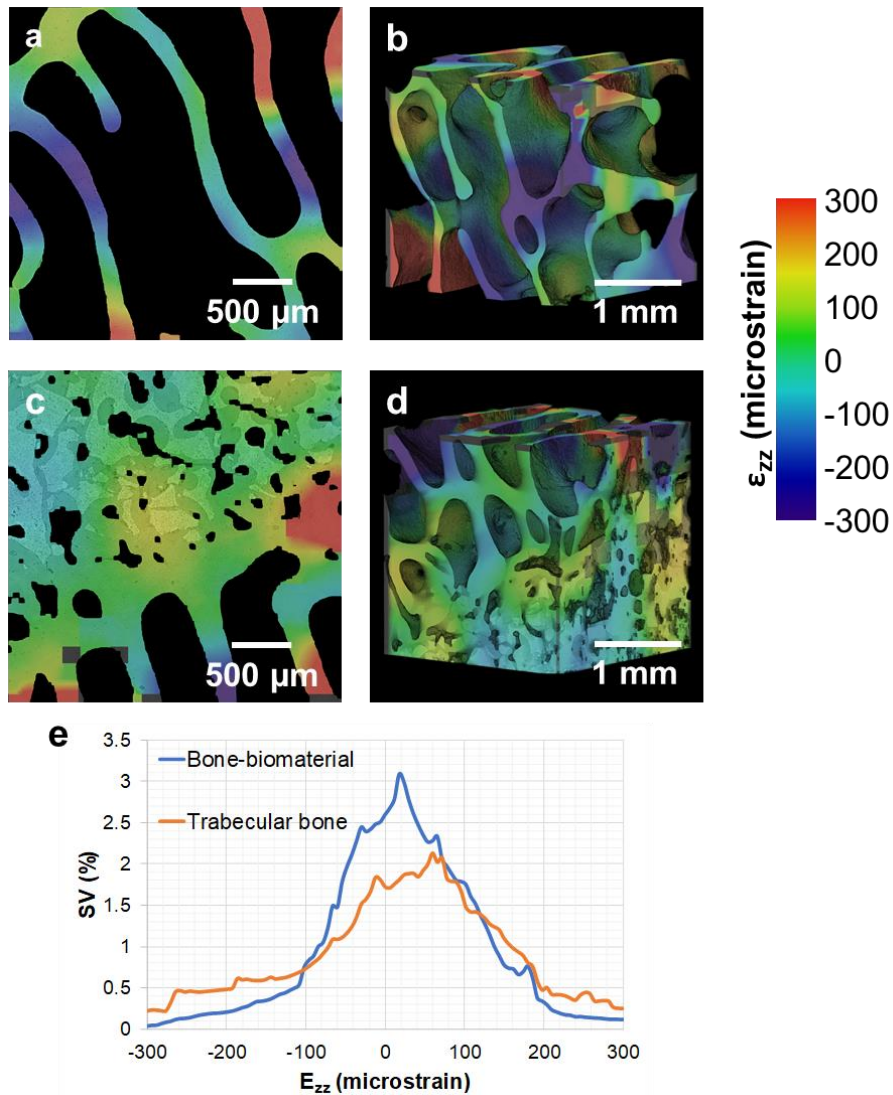 a
500 µm
b
1 mm
c
500 µm
d
1 mm
300
200
100
0
-100
-200
-300
εzz (microstrain)
e
3.5
3
2.5
2
1.5
1
0.5
0
SV (%)
Bone-biomaterial
Trabecular bone
-300
-200
-100
0
100
200
300
Ezz (microstrain)